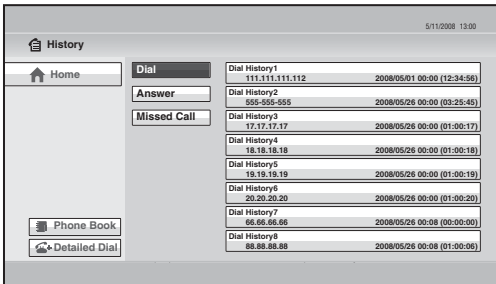 5/11/2008 13:00
History
Home
Dial
Answer
Missed Call
Dial History1
111.111.111.112 2008/05/01 00:00 (12:34:56)
Dial History2
555-555-555 2008/05/26 00:00 (03:25:45)
Dial History3
17.17.17.17 2008/05/26 00:00 (01:00:17)
Dial History4
18.18.18.18 2008/05/26 00:00 (01:00:18)
Dial History5
19.19.19.19 2008/05/26 00:00 (01:00:19)
Dial History6
20.20.20.20 2008/05/26 00:00 (01:00:20)
Dial History7
66.66.66.66 2008/05/26 00:08 (00:00:00)
Dial History8
88.88.88.88 2008/05/26 00:08 (01:00:06)
Phone Book
Detailed Dial